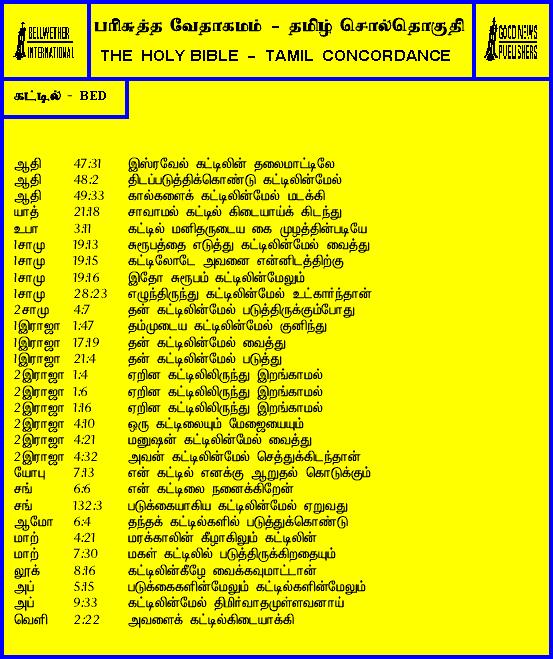 BELLWETHER
INTERNATIONAL
பரிசுத்த வேதாகமம் - தமிழ் சொல்தொகுதி
THE HOLY BIBLE - TAMIL CONCORDANCE
GOOD NEWS
PUBLISHERS
கட்டில் - BED
ஆதி 47:31 இஸ்ரவேல் கட்டிலின் தலைமாட்டிலே
ஆதி 48:2 திடப்படுத்திக்கொண்டு கட்டிலின்மேல்
ஆதி 49:33 கால்களைக் கட்டிலின்மேல் மடக்கி
யாத் 21:18 சாவாமல் கட்டில் கிடையாய்க் கிடந்து
உபா 3:11 கட்டில் மனிதருடைய கை முழத்தின்படியே
1சாமு 19:13 சுரூபத்தை எடுத்து கட்டிலின்மேல் வைத்து
1சாமு 19:15 கட்டிலோடே அவனை என்னிடத்திற்கு
1சாமு 19:16 இதோ சுரூபம் கட்டிலின்மேலும்
1சாமு 28:23 எழுந்திருந்து கட்டிலின்மேல் உட்கார்ந்தான்
2சாமு 4:7 தன் கட்டிலின்மேல் படுத்திருக்கும்போது
1இராஜா 1:47 தம்முடைய கட்டிலின்மேல் குனிந்து
1இராஜா 17:19 தன் கட்டிலின்மேல் வைத்து
1இராஜா 21:4 தன் கட்டிலின்மேல் படுத்து
2இராஜா 1:4 ஏறின கட்டிலிலிருந்து இறங்காமல்
2இராஜா 1:6 ஏறின கட்டிலிலிருந்து இறங்காமல்
2இராஜா 1:16 ஏறின கட்டிலிலிருந்து இறங்காமல்
2இராஜா 4:10 ஒரு கட்டிலையும் மேஜையையும்
2இராஜா 4:21 மனுஷன் கட்டிலின்மேல் வைத்து
2இராஜா 4:32 அவன் கட்டிலின்மேல் செத்துக்கிடந்தான்
யோபு 7:13 என் கட்டில் எனக்கு ஆறுதல் கொடுக்கும்
சங் 6:6 என் கட்டிலை நனைக்கிறேன்
சங் 132:3 படுக்கையாகிய கட்டிலின்மேல் ஏறுவது
ஆமோ 6:4 தந்தக் கட்டில்களில் படுத்துக்கொண்டு
மாற் 4:21 மரக்காலின் கீழாகிலும் கட்டிலின்
மாற் 7:30 மகள் கட்டிலில் படுத்திருக்கிறதையும்
லூக் 8:16 கட்டிலின்கீழே வைக்கவுமாட்டான்
அப் 5:15 படுக்கைகளின்மேலும் கட்டில்களின்மேலும்
அப் 9:33 கட்டிலின்மேல் திமிர்வாதமுள்ளவனாய்
வெளி 2:22 அவளைக் கட்டில்கிடையாக்கி